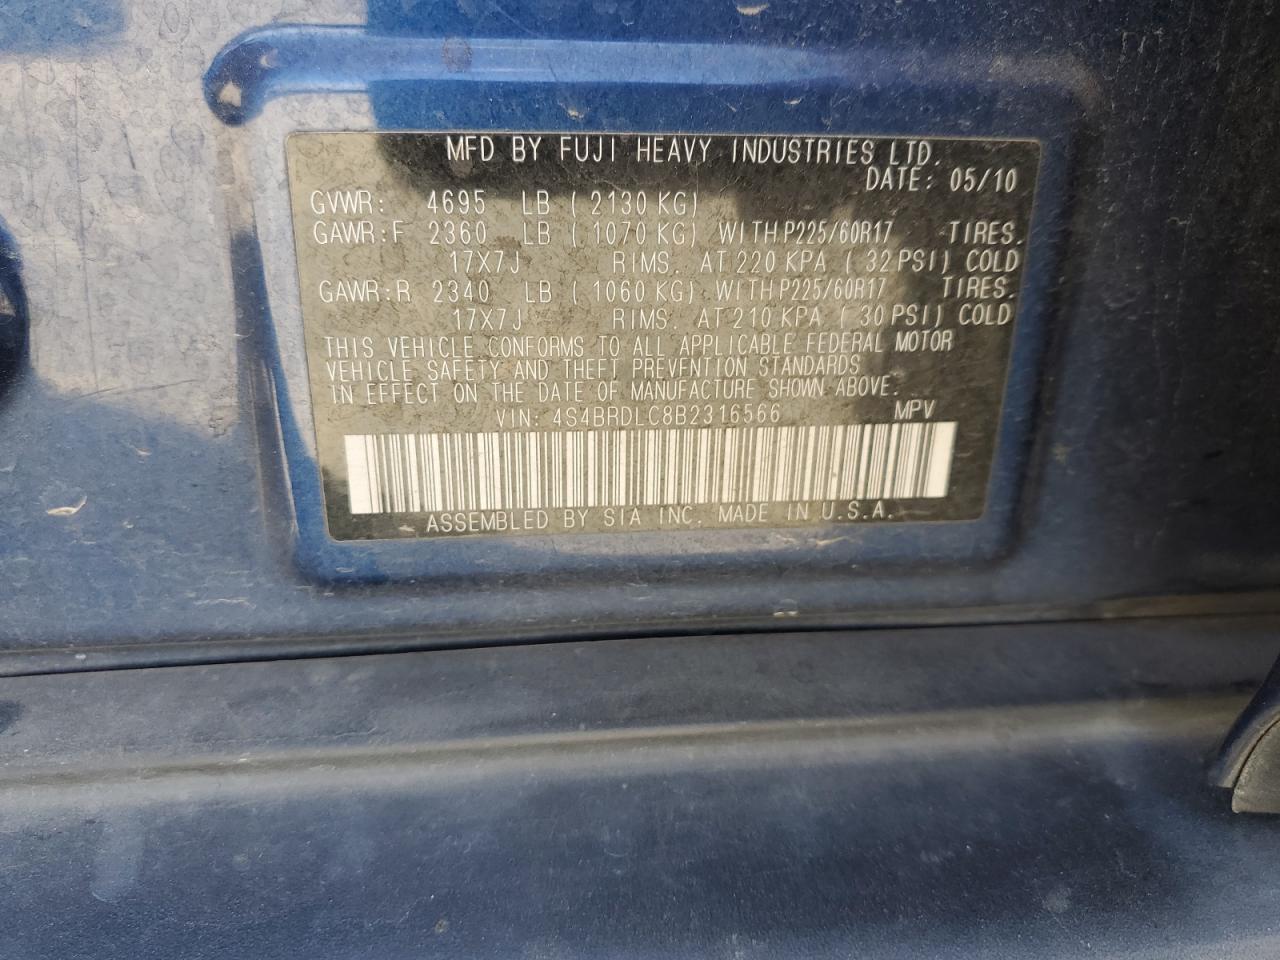 MFD BY FUJI HEAVY INDUSTRIES LTD.
DATE: 05/10
GVWR: 4695 LB ( 2130 KG)
GAWR:F 2360 LB ( 1070 KG) WITH P225/60R17 TIRES.
17X7J RIMS. AT 220 KPA ( 32 PSI) COLD
GAWR:R 2340 LB ( 1060 KG) WITH P225/60R17 TIRES.
17X7J RIMS. AT 210 KPA ( 30 PSI) COLD
THIS VEHICLE CONFORMS TO ALL APPLICABLE FEDERAL MOTOR
VEHICLE SAFETY AND THEFT PREVENTION STANDARDS
IN EFFECT ON THE DATE OF MANUFACTURE SHOWN ABOVE.
VIN: 4S4BRDLC8B2316566 MPV
ASSEMBLED BY SIA INC. MADE IN U.S.A.